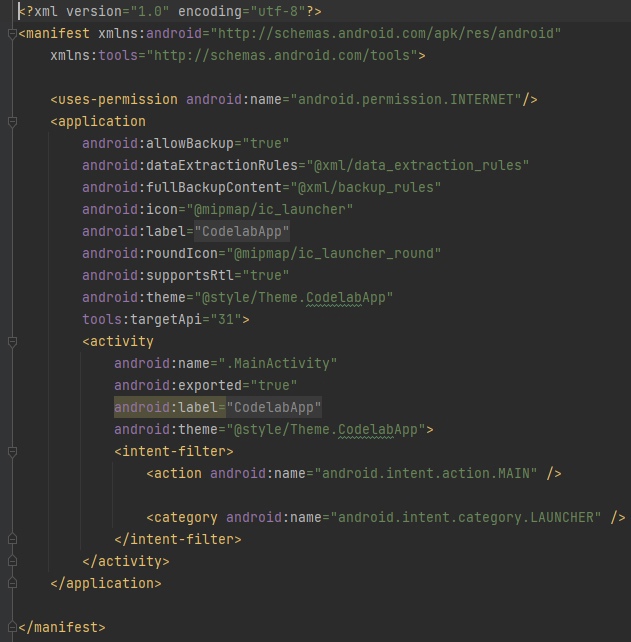 <?xml version="1.0" encoding="utf-8"?>
<manifest xmlns:android="http://schemas.android.com/apk/res/android"
    xmlns:tools="http://schemas.android.com/tools">

    <uses-permission android:name="android.permission.INTERNET"/>
    <application
        android:allowBackup="true"
        android:dataExtractionRules="@xml/data_extraction_rules"
        android:fullBackupContent="@xml/backup_rules"
        android:icon="@mipmap/ic_launcher"
        android:label="CodelabApp"
        android:roundIcon="@mipmap/ic_launcher_round"
        android:supportsRtl="true"
        android:theme="@style/Theme.CodelabApp"
        tools:targetApi="31">
        <activity
            android:name=".MainActivity"
            android:exported="true"
            android:label="CodelabApp"
            android:theme="@style/Theme.CodelabApp">
            <intent-filter>
                <action android:name="android.intent.action.MAIN" />

                <category android:name="android.intent.category.LAUNCHER" />
            </intent-filter>
        </activity>
    </application>

</manifest>